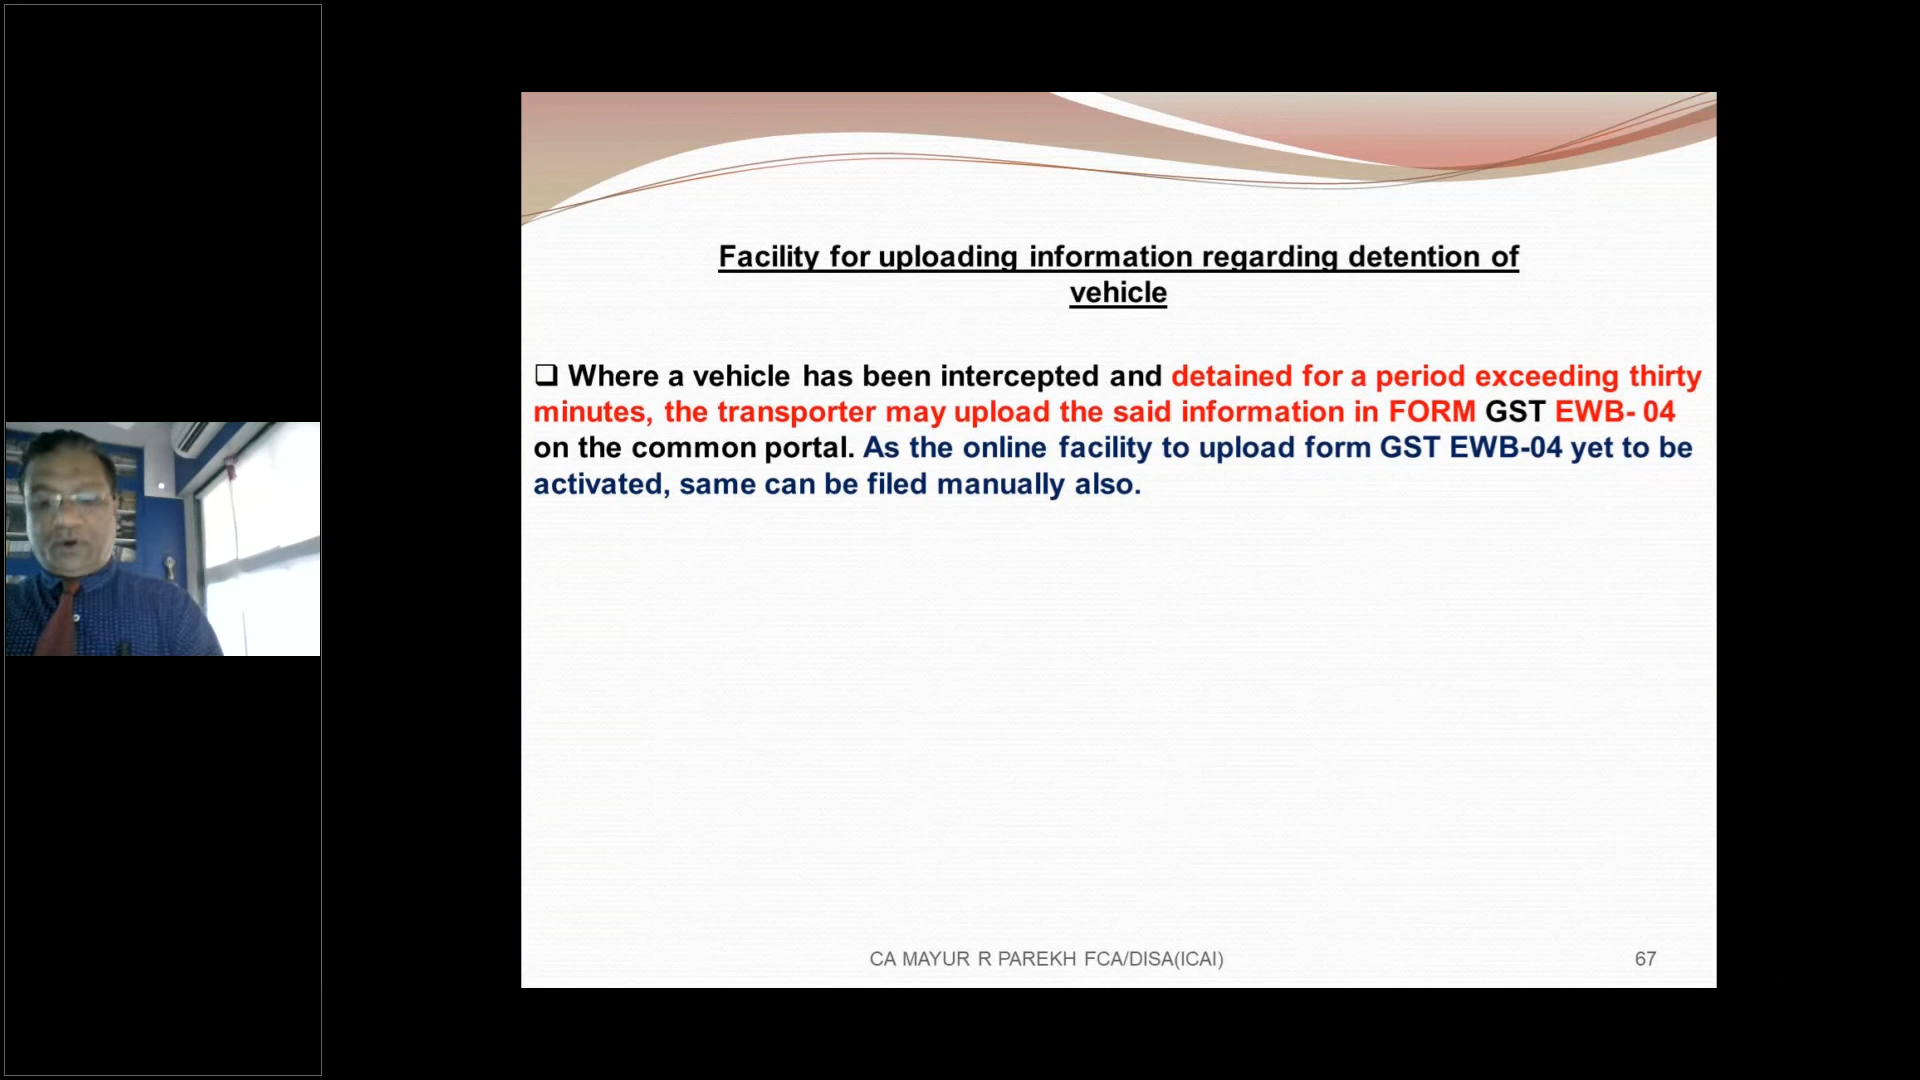 Facility for uploading information regarding detention of
vehicle
❑ Where a vehicle has been intercepted and detained for a period exceeding thirty
minutes, the transporter may upload the said information in FORM GST EWB- 04
on the common portal. As the online facility to upload form GST EWB-04 yet to be
activated, same can be filed manually also.
CA MAYUR R PAREKH FCA/DISA(ICAI)
67